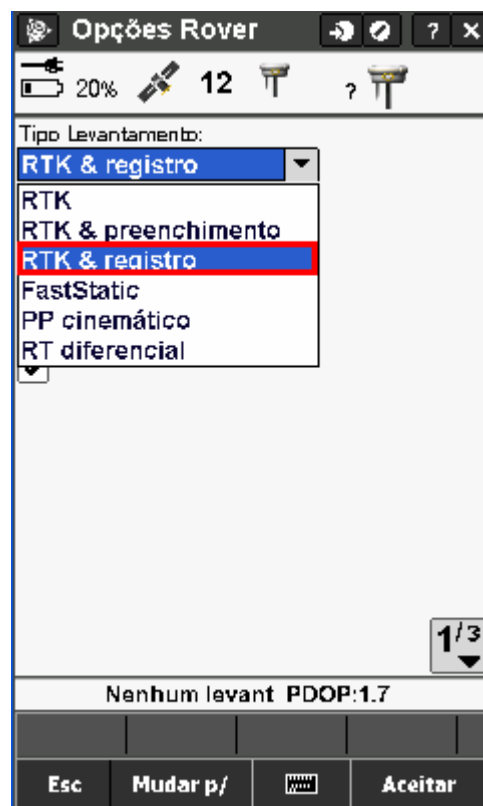 Opções Rover ? ×
20% 12 ?
Tipo Levantamento:
RTK & registro
RTK
RTK & preenchimento
RTK & registro
FastStatic
PP cinemático
RT diferencial
1/3
Nenhum levant PDOP:1.7
Esc Mudar p/ Aceitar